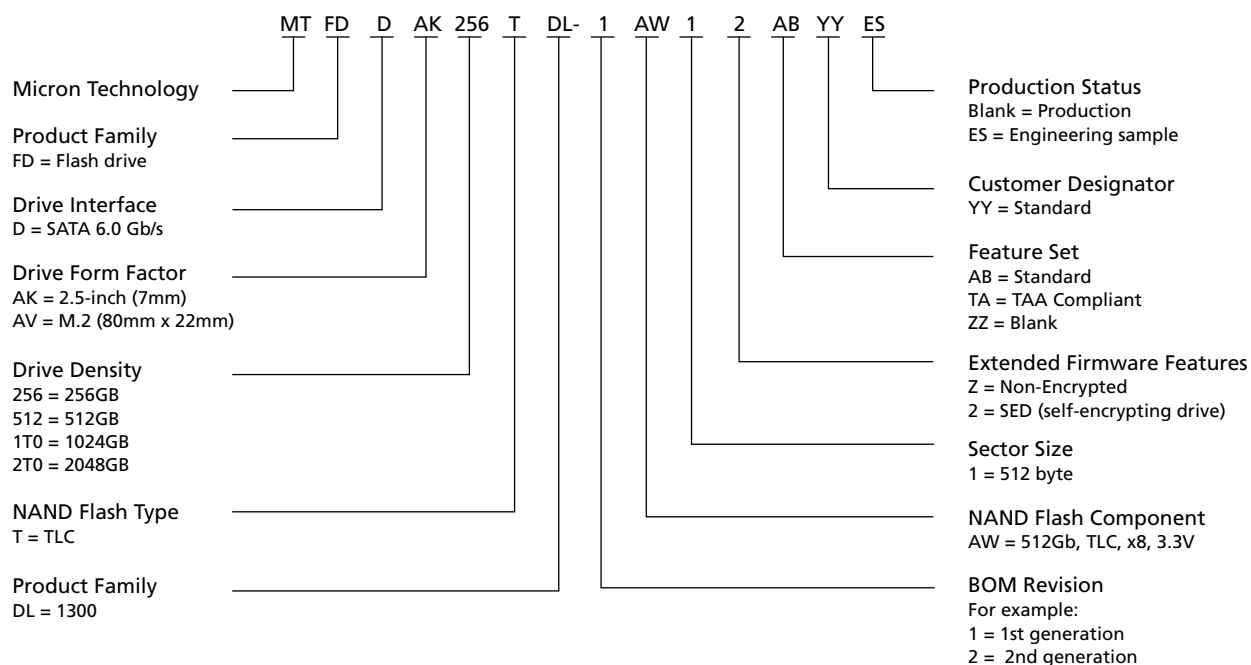 MT FD D AK 256 T DL- 1 AW 1 2 AB YY ES
Micron Technology
Product Family
FD = Flash drive
Drive Interface
D = SATA 6.0 Gb/s
Drive Form Factor
AK = 2.5-inch (7mm)
AV = M.2 (80mm x 22mm)
Drive Density
256 = 256GB
512 = 512GB
1T0 = 1024GB
2T0 = 2048GB
NAND Flash Type
T = TLC
Product Family
DL = 1300
Production Status
Blank = Production
ES = Engineering sample
Customer Designator
YY = Standard
Feature Set
AB = Standard
TA = TAA Compliant
ZZ = Blank
Extended Firmware Features
Z = Non-Encrypted
2 = SED (self-encrypting drive)
Sector Size
1 = 512 byte
NAND Flash Component
AW = 512Gb, TLC, x8, 3.3V
BOM Revision
For example:
1 = 1st generation
2 = 2nd generation